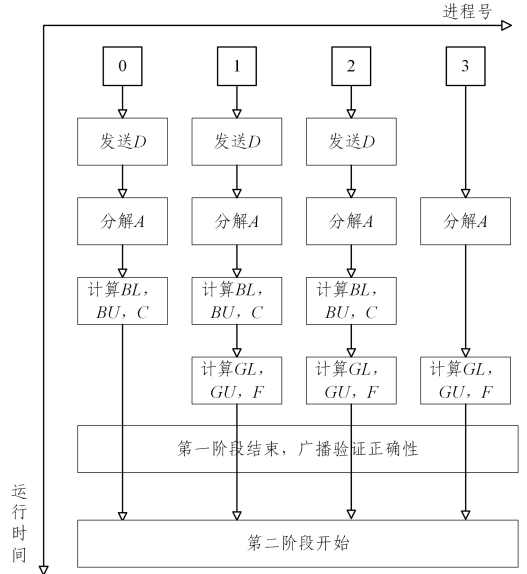 进程号
0 1 2 3
发送D 发送D 发送D
分解A 分解A 分解A 分解A
计算BL， 计算BL， 计算BL，
BU，C BU，C BU，C
计算GL， 计算GL， 计算GL，
GU，F GU，F GU，F
第一阶段结束，广播验证正确性
第二阶段开始
运
行
时
间